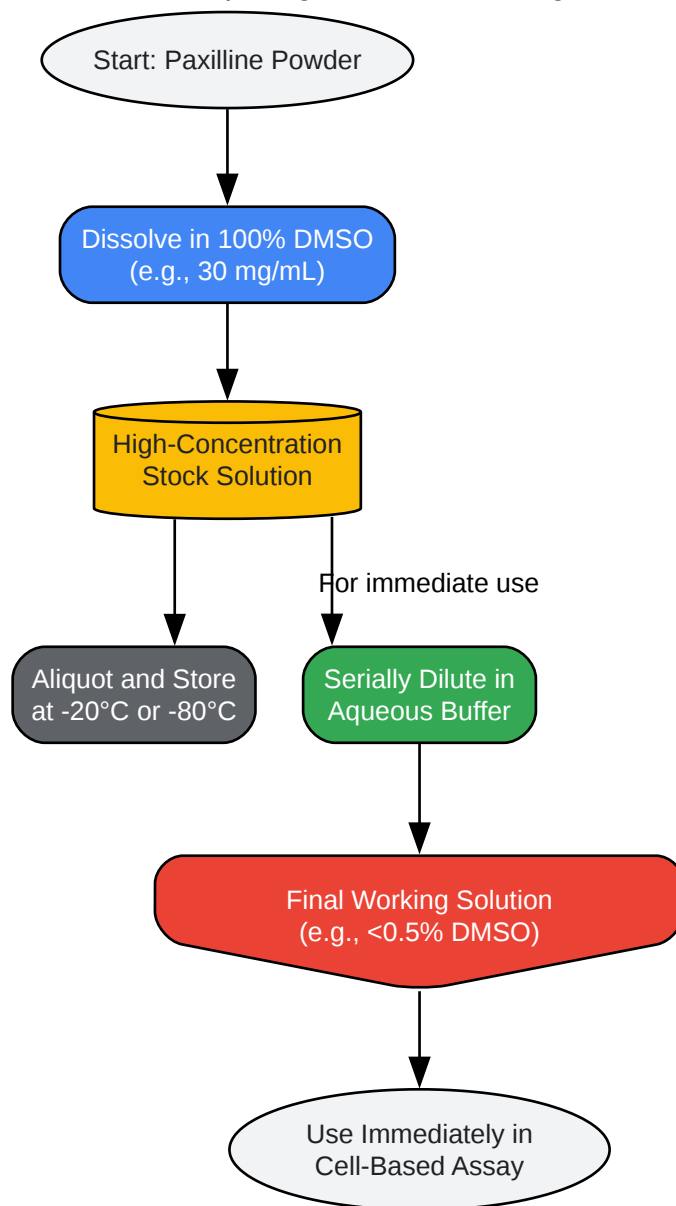 Start: Paxilline Powder
Dissolve in 100% DMSO
(e.g., 30 mg/mL)
High-Concentration
Stock Solution
For immediate use
Aliquot and Store
at -20°C or -80°C
Serially Dilute in
Aqueous Buffer
Final Working Solution
(e.g., <0.5% DMSO)
Use Immediately in
Cell-Based Assay